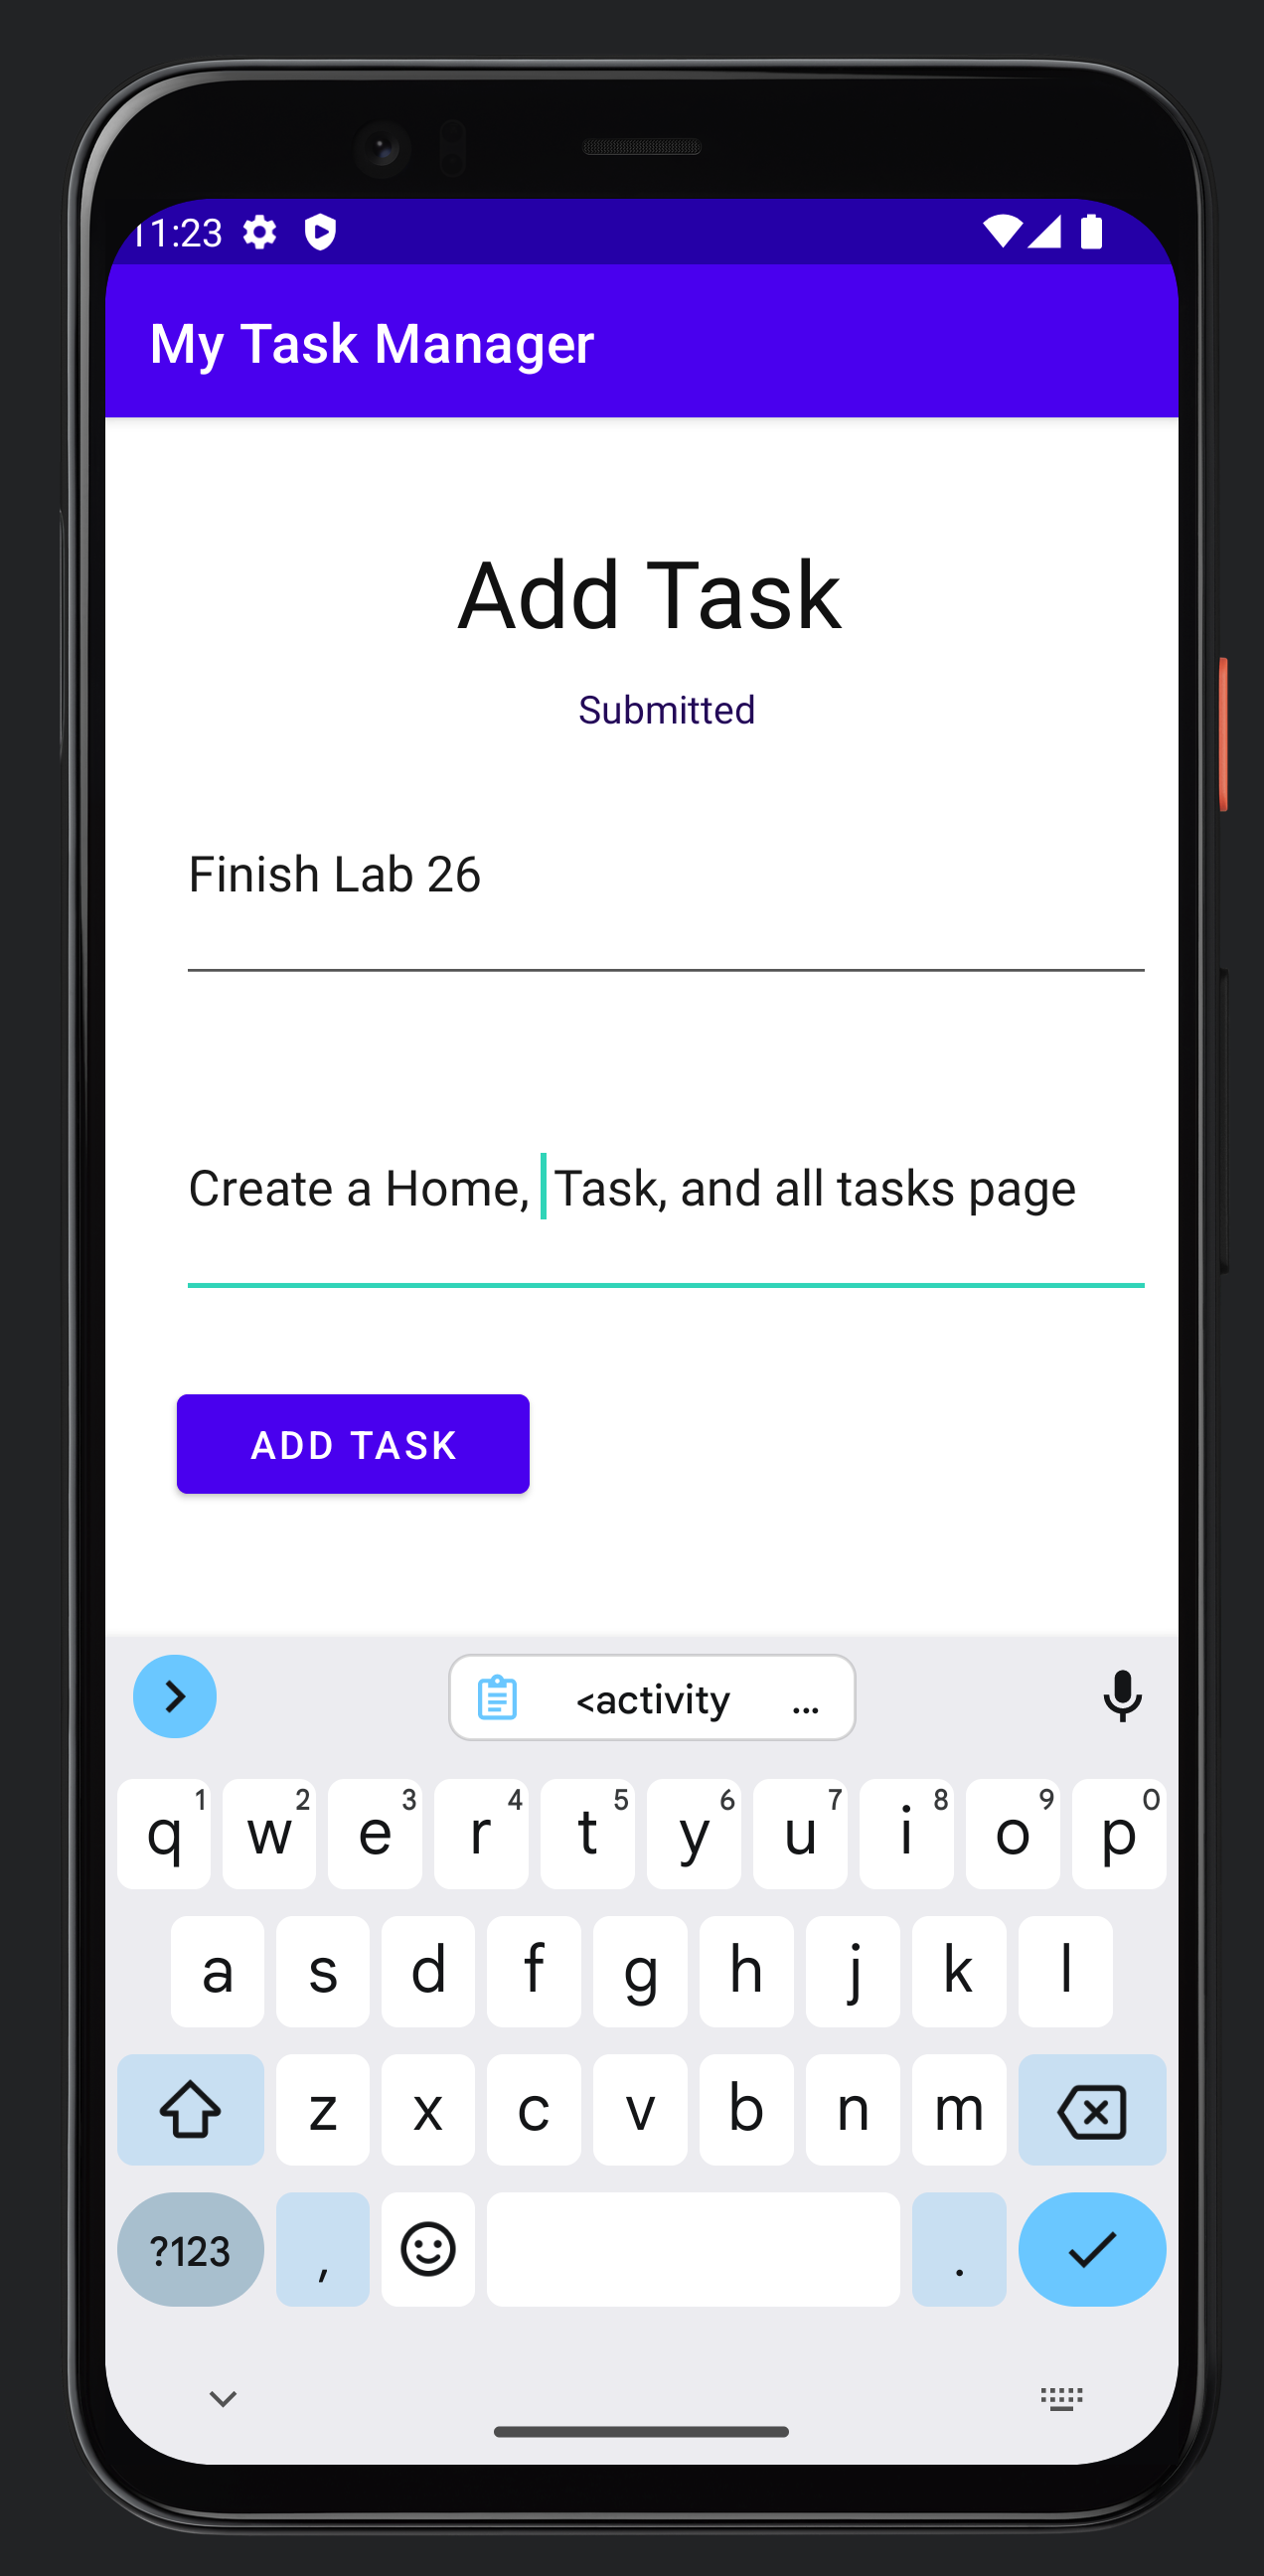 11:23
My Task Manager
Add Task
Submitted
Finish Lab 26
Create a Home, Task, and all tasks page
ADD TASK
<activity ...
q 1 w 2 e 3 r 4 t 5 y 6 u 7 i 8 o 9 p 0
a s d f g h j k l
z x c v b n m
?123 , .